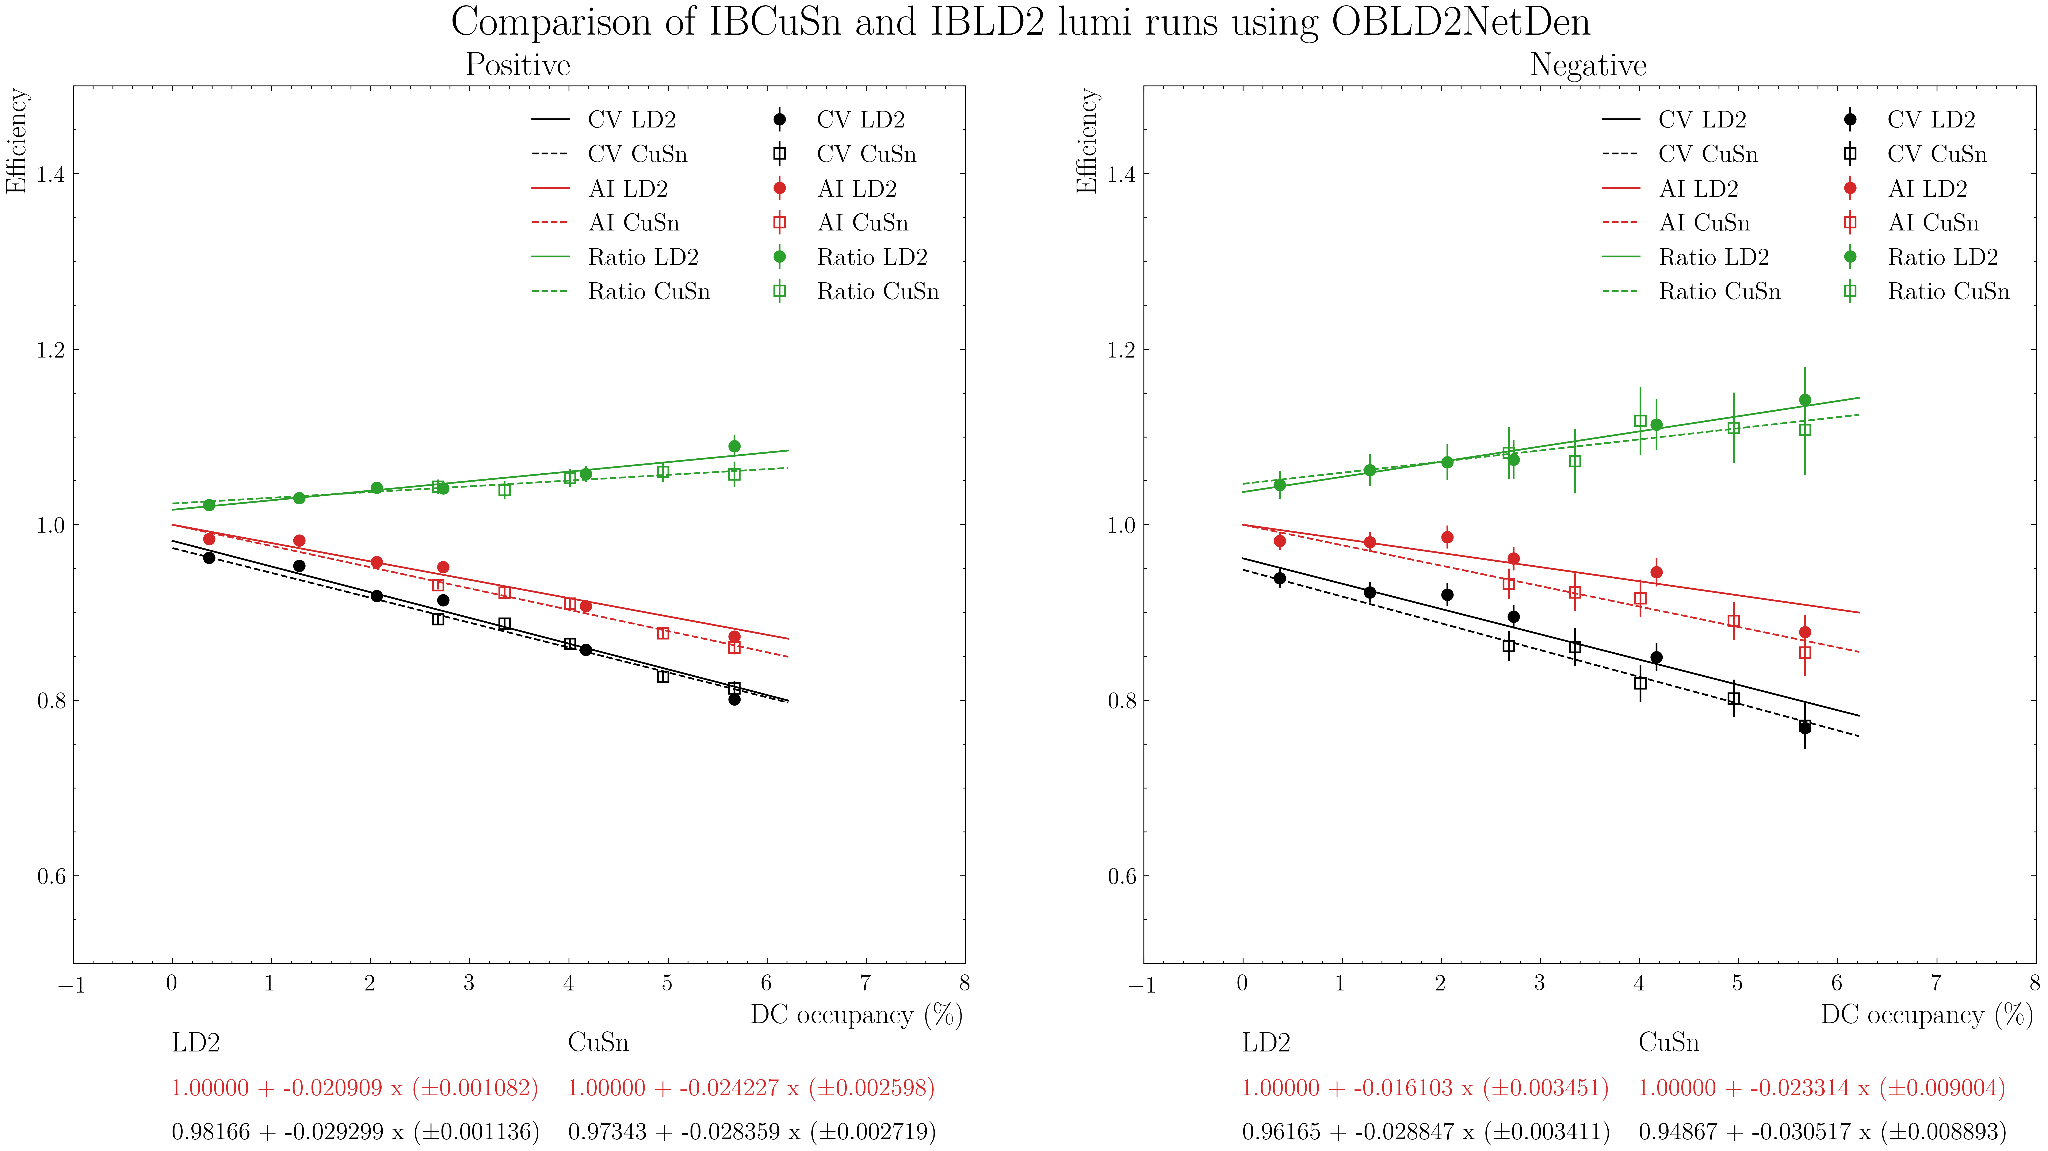 Comparison of IBCuSn and IBLD2 lumi runs using OBLD2NetDen
Positive
Efficiency
1.4
1.2
1.0
0.8
0.6
CV LD2
CV CuSn
AI LD2
AI CuSn
Ratio LD2
Ratio CuSn
CV LD2
CV CuSn
AI LD2
AI CuSn
Ratio LD2
Ratio CuSn
−1 0 1 2 3 4 5 6 7 8
DC occupancy (%)
LD2 CuSn
1.00000 + -0.020909 x (±0.001082) 1.00000 + -0.024227 x (±0.002598)
0.98166 + -0.029299 x (±0.001136) 0.97343 + -0.028359 x (±0.002719)
Negative
Efficiency
1.4
1.2
1.0
0.8
0.6
CV LD2
CV CuSn
AI LD2
AI CuSn
Ratio LD2
Ratio CuSn
CV LD2
CV CuSn
AI LD2
AI CuSn
Ratio LD2
Ratio CuSn
−1 0 1 2 3 4 5 6 7 8
DC occupancy (%)
LD2 CuSn
1.00000 + -0.016103 x (±0.003451) 1.00000 + -0.023314 x (±0.009004)
0.96165 + -0.028847 x (±0.003411) 0.94867 + -0.030517 x (±0.008893)